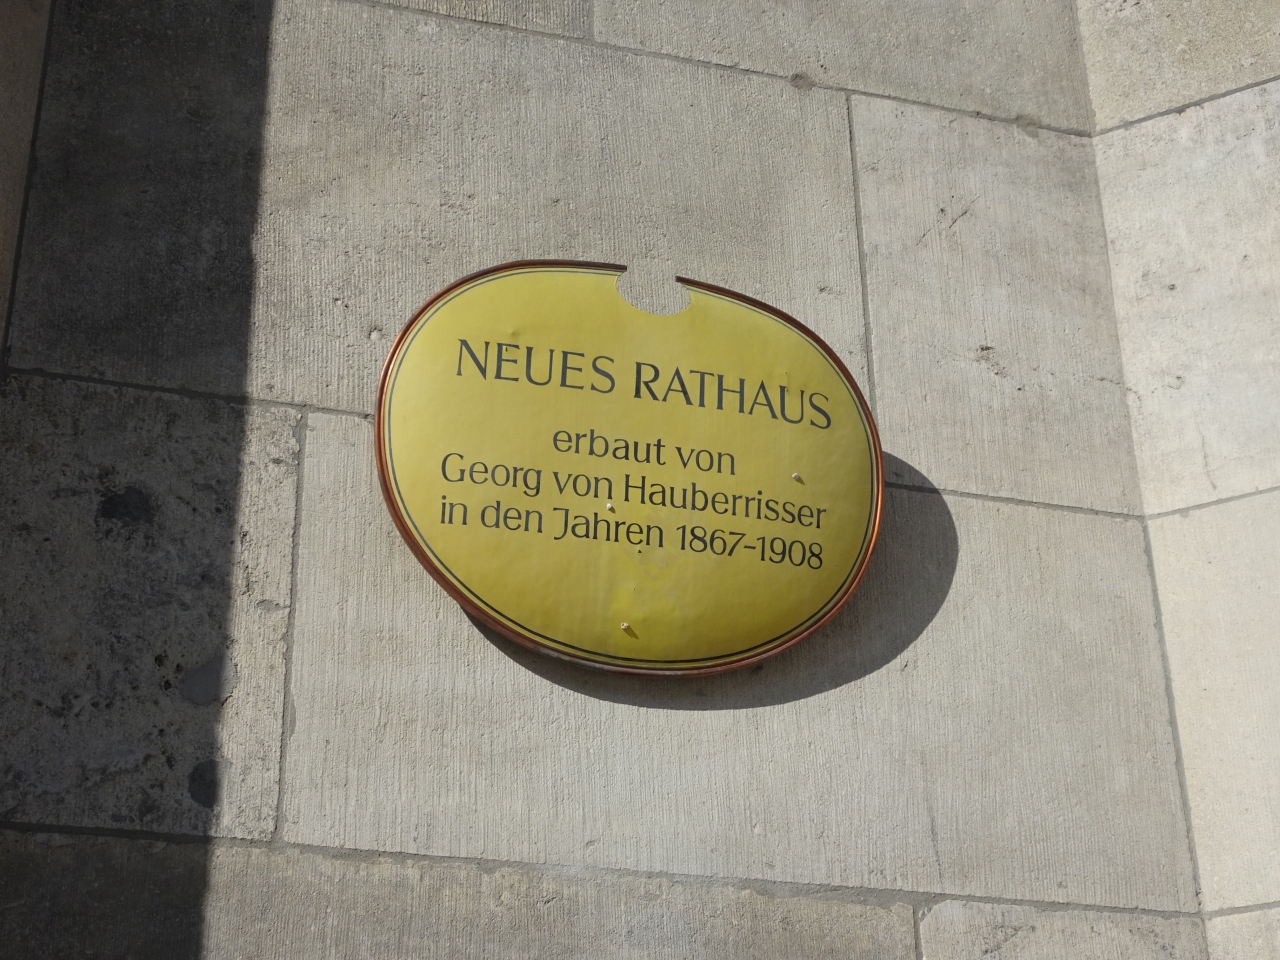 NEUES RATHAUS
erbaut von
Georg von Hauberrisser
in den Jahren 1867-1908